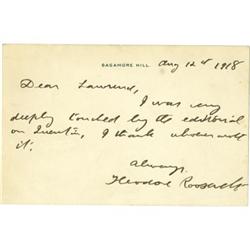 SAGAMORE HILL.
Aug 12th 1918
Dear Laurence,
I was very
deeply touched by the editorial
on Quentin, I thank whoever wrote
it.
Always,
Theodore Roosevelt